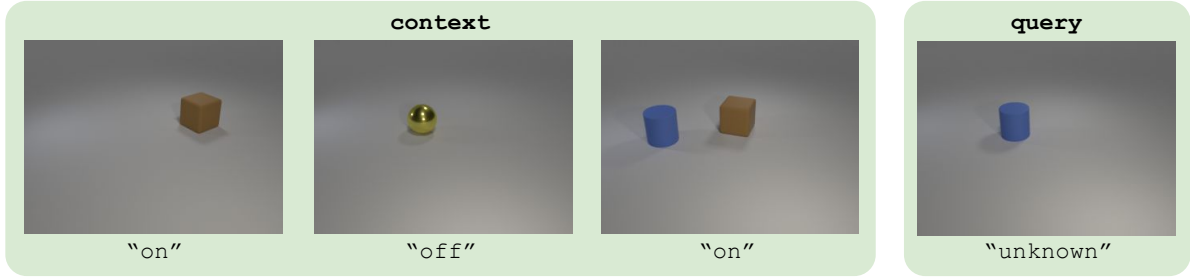 context
query
“on”
“off”
“on”
“unknown”